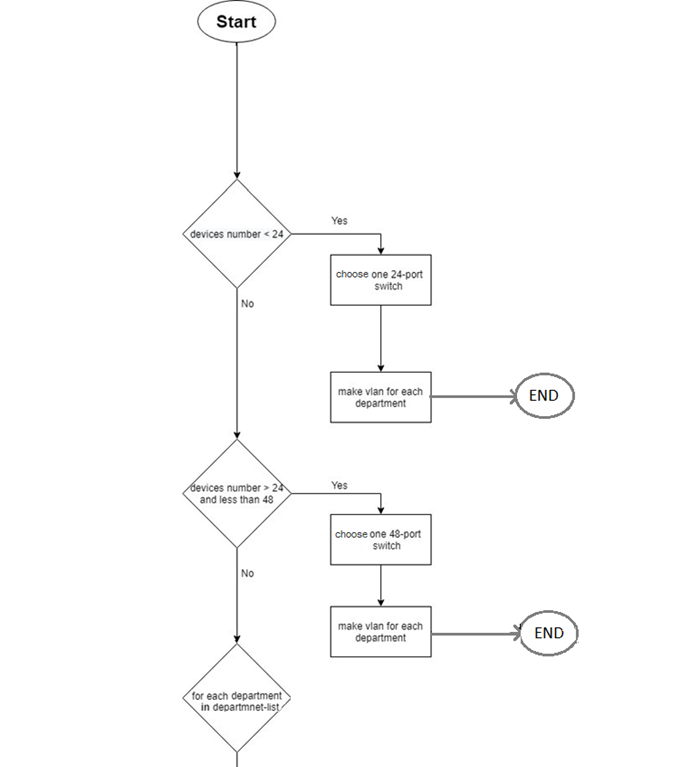 Start
devices number < 24
Yes
choose one 24-port
switch
No
make vlan for each
department
END
devices number > 24
and less than 48
Yes
choose one 48-port
switch
No
make vlan for each
department
END
for each department
in departmnet-list